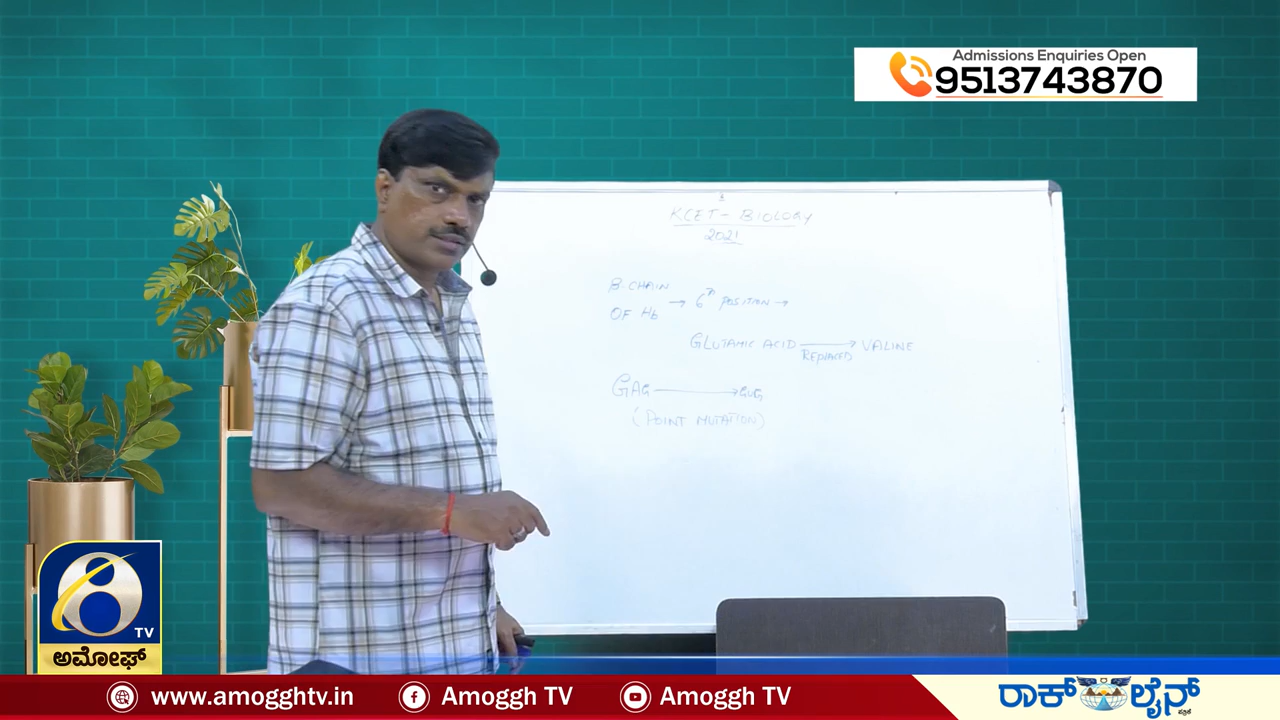 Admissions Enquiries Open
9513743870
KCET - BIOLOGY
2021
B-CHAIN
OF Hb → 6th POSITION →
GLUTAMIC ACID → VALINE
REPLACED
GAG → GUG
(POINT MUTATION)
TV
ಅಮೋಘ್
www.amogghtv.in
Amoggh TV
Amoggh TV
ರಾಕ್ ಲೈನ್